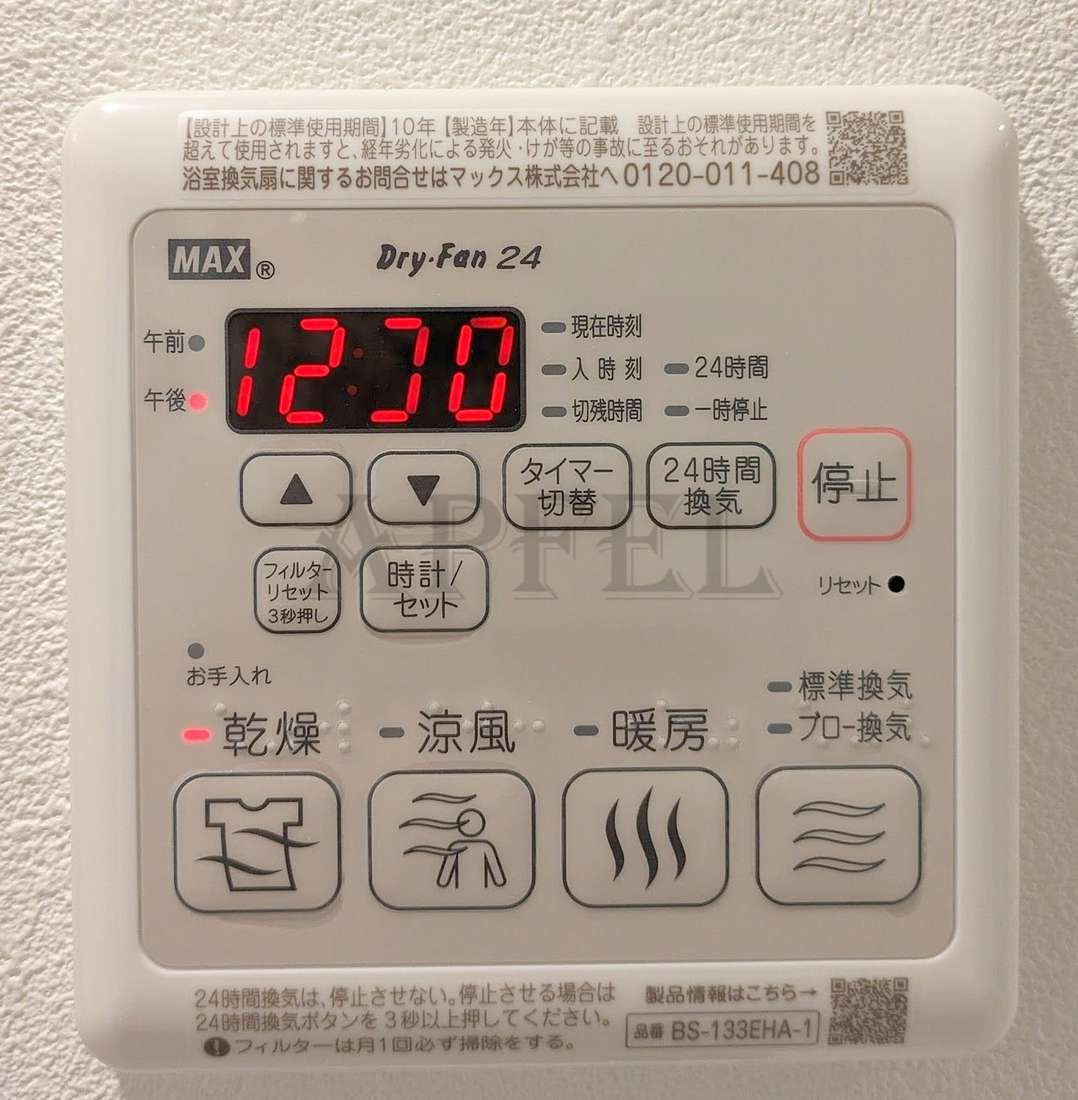 【設計上の標準使用期間】10年【製造年】本体に記載 設計上の標準使用期間を
超えて使用されますと、経年劣化による発火・けが等の事故に至るおそれがあります。
浴室換気扇に関するお問合せはマックス株式会社へ 0120-011-408
MAX® Dry・Fan 24
午前
午後
12:30
現在時刻
入時刻
24時間
切残時間
一時停止
▲
▼
タイマー
切替
24時間
換気
停止
APFEL
フィルター
リセット
3秒押し
時計/
セット
リセット
お手入れ
標準換気
乾燥
涼風
暖房
ブロー換気
24時間換気は、停止させない。停止させる場合は
24時間換気ボタンを3秒以上押してください。
フィルターは月1回必ず掃除をする。
製品情報はこちら→
品番 BS-133EHA-1